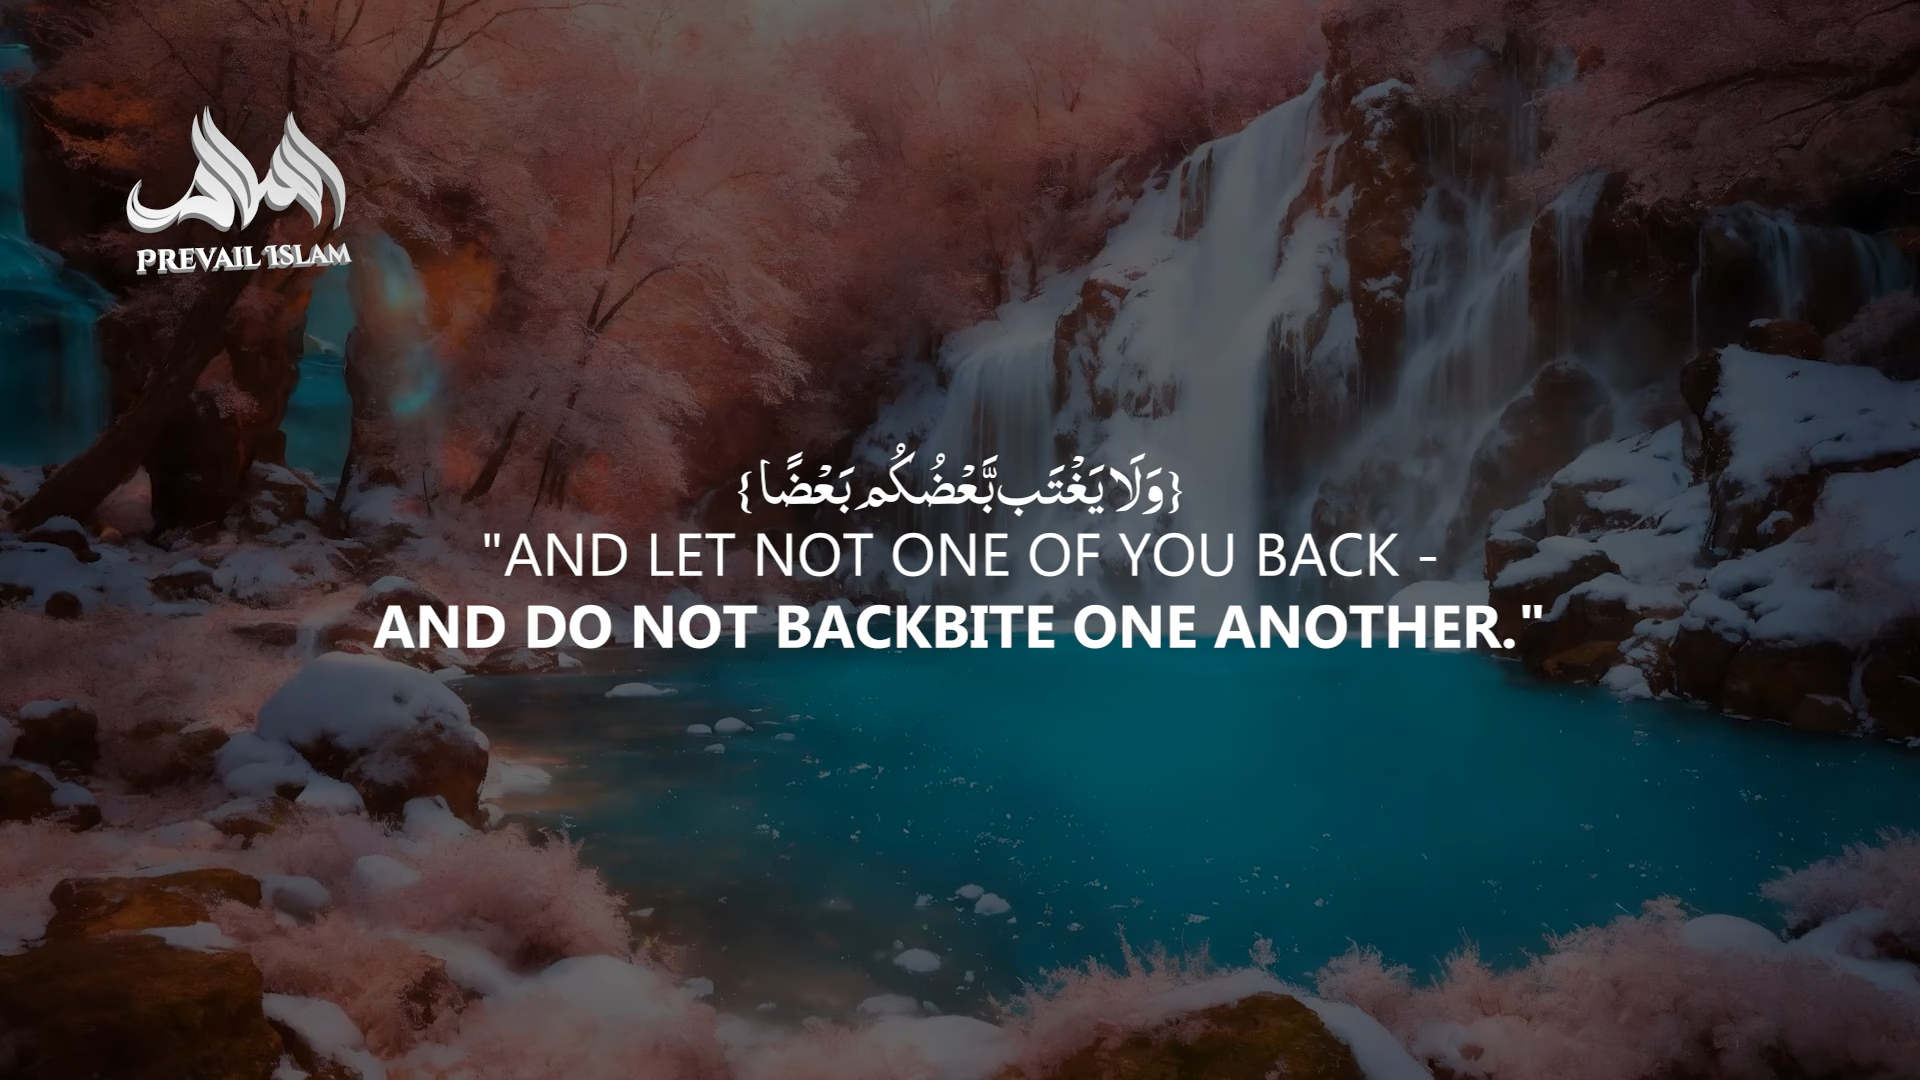 PREVAIL ISLAM
{وَلَا يَغْتَب بَّعْضُكُم بَعْضًا}
"AND LET NOT ONE OF YOU BACK -
AND DO NOT BACKBITE ONE ANOTHER."